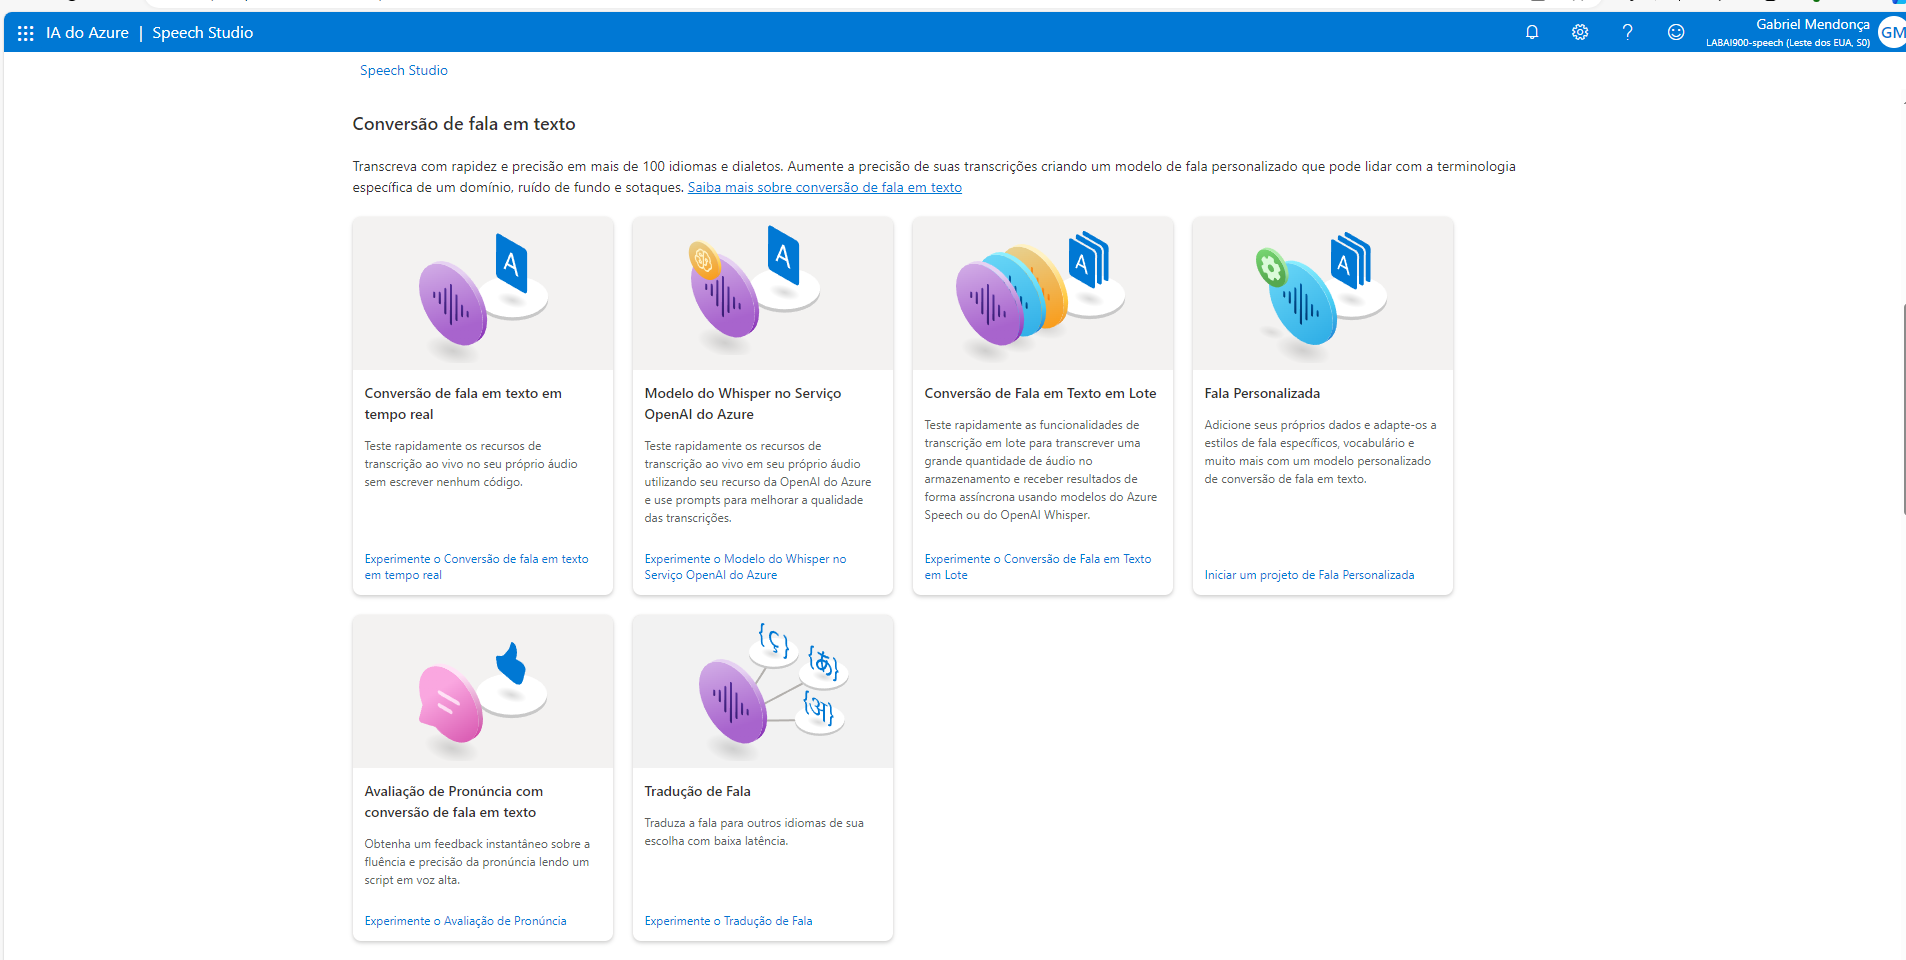 IA do Azure | Speech Studio
Gabriel Mendonça
LABAI900-speech (Leste dos EUA, S0)
GM
Speech Studio
Conversão de fala em texto
Transcreva com rapidez e precisão em mais de 100 idiomas e dialetos. Aumente a precisão de suas transcrições criando um modelo de fala personalizado que pode lidar com a terminologia
específica de um domínio, ruído de fundo e sotaques. Saiba mais sobre conversão de fala em texto
A
Conversão de fala em texto em
tempo real
Teste rapidamente os recursos de
transcrição ao vivo no seu próprio áudio
sem escrever nenhum código.
Experimente o Conversão de fala em texto
em tempo real
A
Modelo do Whisper no Serviço
OpenAI do Azure
Teste rapidamente os recursos de
transcrição ao vivo em seu próprio áudio
utilizando seu recurso da OpenAI do Azure
e use prompts para melhorar a qualidade
das transcrições.
Experimente o Modelo do Whisper no
Serviço OpenAI do Azure
A
Conversão de Fala em Texto em Lote
Teste rapidamente as funcionalidades de
transcrição em lote para transcrever uma
grande quantidade de áudio no
armazenamento e receber resultados de
forma assíncrona usando modelos do Azure
Speech ou do OpenAI Whisper.
Experimente o Conversão de Fala em Texto
em Lote
A
Fala Personalizada
Adicione seus próprios dados e adapte-os a
estilos de fala específicos, vocabulário e
muito mais com um modelo personalizado
de conversão de fala em texto.
Iniciar um projeto de Fala Personalizada
Avaliação de Pronúncia com
conversão de fala em texto
Obtenha um feedback instantâneo sobre a
fluência e precisão da pronúncia lendo um
script em voz alta.
Experimente o Avaliação de Pronúncia
{ç}
{あ}
{अ}
Tradução de Fala
Traduza a fala para outros idiomas de sua
escolha com baixa latência.
Experimente o Tradução de Fala